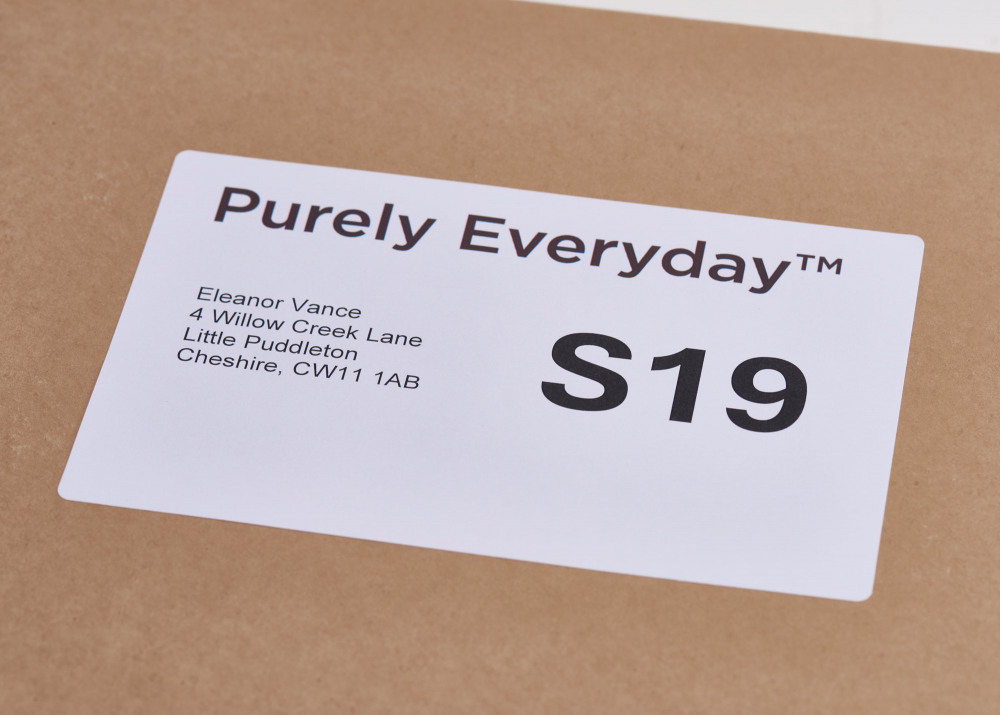 Purely Everyday™
Eleanor Vance
4 Willow Creek Lane
Little Puddleton
Cheshire, CW11 1AB
S19